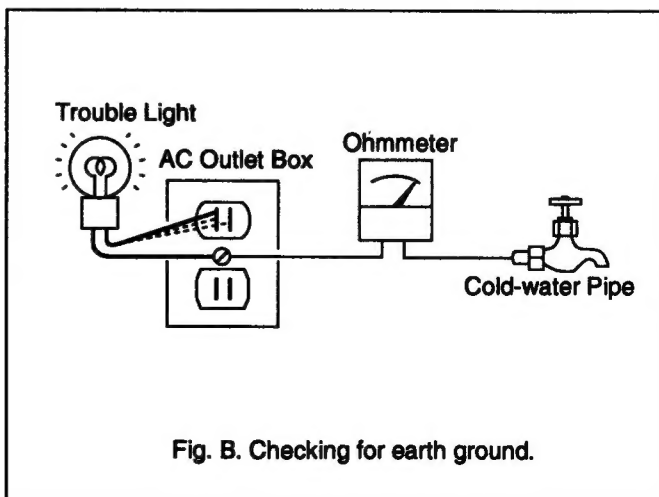 Trouble Light
AC Outlet Box
Ohmmeter
Cold-water Pipe
Fig. B. Checking for earth ground.